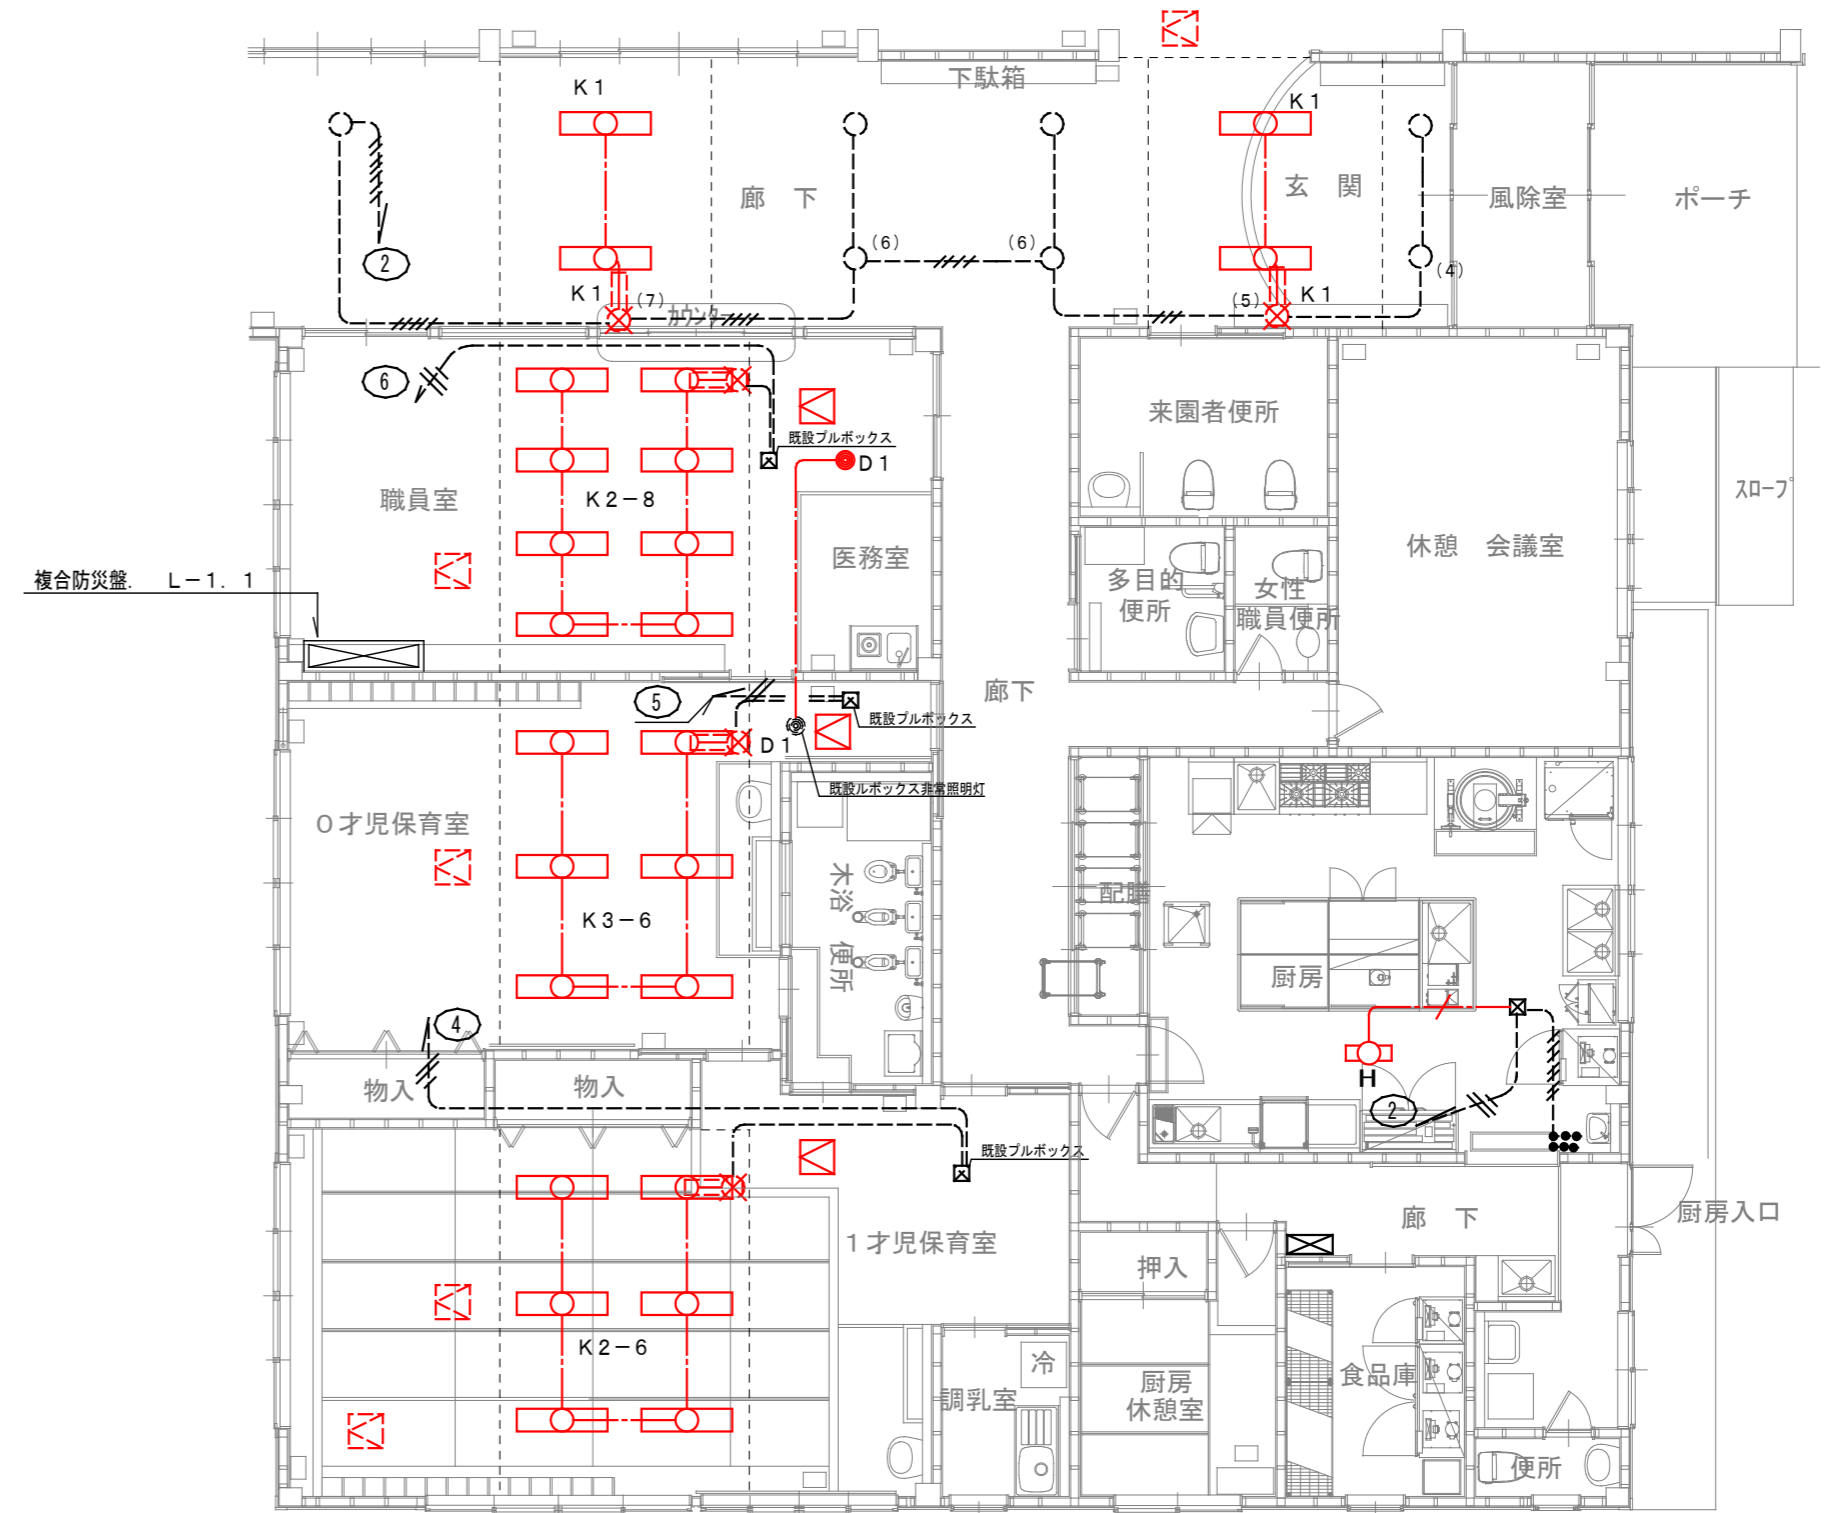 下駄箱
K1
K1
廊　下
玄　関
風除室
ポーチ
2
(6)
(6)
(4)
K1
(7)
(5)
K1
カウンター
6
来園者便所
既設プルボックス
D1
職員室
K2-8
スロープ
医務室
休憩　会議室
複合防災盤.　L-1. 1
多目的
便所
女性
職員便所
廊下
5
既設プルボックス
D1
既設ルボックス非常照明灯
0才児保育室
沐浴
便所
配膳
K3-6
厨房
4
H
2
物入
物入
既設プルボックス
1才児保育室
廊　下
厨房入口
押入
K2-6
冷
調乳室
厨房
休憩室
食品庫
便所